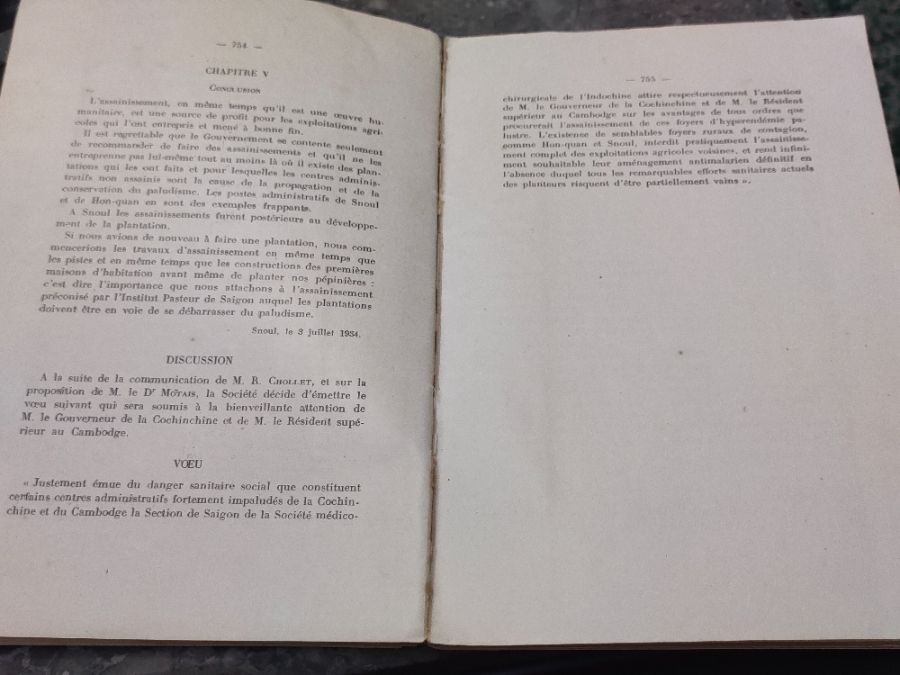 — 754 —
CHAPITRE V
CONCLUSION
L'assainissement, en même temps qu'il est une œuvre hu-
manitaire, est une source de profit pour les exploitations agri-
coles qui l'ont entrepris et mené à bonne fin.
Il est regrettable que le Gouvernement se contente seulement
de recommander de faire des assainissements et qu'il ne les
entreprenne pas lui-même tout au moins là où il existe des plan-
tations qui les ont faits et pour lesquelles les centres adminis-
tratifs non assainis sont la cause de la propagation et de la
conservation du paludisme. Les postes administratifs de Snoul
et de Hon-quan en sont des exemples frappants.
A Snoul les assainissements furent postérieurs au développe-
ment de la plantation.
Si nous avions de nouveau à faire une plantation, nous com-
mencerions les travaux d'assainissement en même temps que
les pistes et en même temps que les constructions des premières
maisons d'habitation avant même de planter nos pépinières :
c'est dire l'importance que nous attachons à l'assainissement
préconisé par l'Institut Pasteur de Saigon auquel les plantations
doivent être en voie de se débarrasser du paludisme.
Snoul, le 3 juillet 1934.
DISCUSSION
A la suite de la communication de M. R. CHOLLET, et sur la
proposition de M. le Dr MOTAIS, la Société décide d'émettre le
vœu suivant qui sera soumis à la bienveillante attention de
M. le Gouverneur de la Cochinchine et de M. le Résident supé-
rieur au Cambodge.
VŒU
« Justement émue du danger sanitaire social que constituent
certains centres administratifs fortement impaludés de la Cochin-
chine et du Cambodge la Section de Saigon de la Société médico-
— 755 —
chirurgicale de l'Indochine attire respectueusement l'attention
de M. le Gouverneur de la Cochinchine et de M. le Résident
supérieur au Cambodge sur les avantages de tous ordres que
procurerait l'assainissement de ces foyers d'hyperendémie pa-
lustre. L'existence de semblables foyers ruraux de contagion,
comme Hon-quan et Snoul, interdit pratiquement l'assainisse-
ment complet des exploitations agricoles voisines, et rend infini-
ment souhaitable leur aménagement antimalarien définitif en
l'absence duquel tous les remarquables efforts sanitaires actuels
des planteurs risquent d'être partiellement vains ».